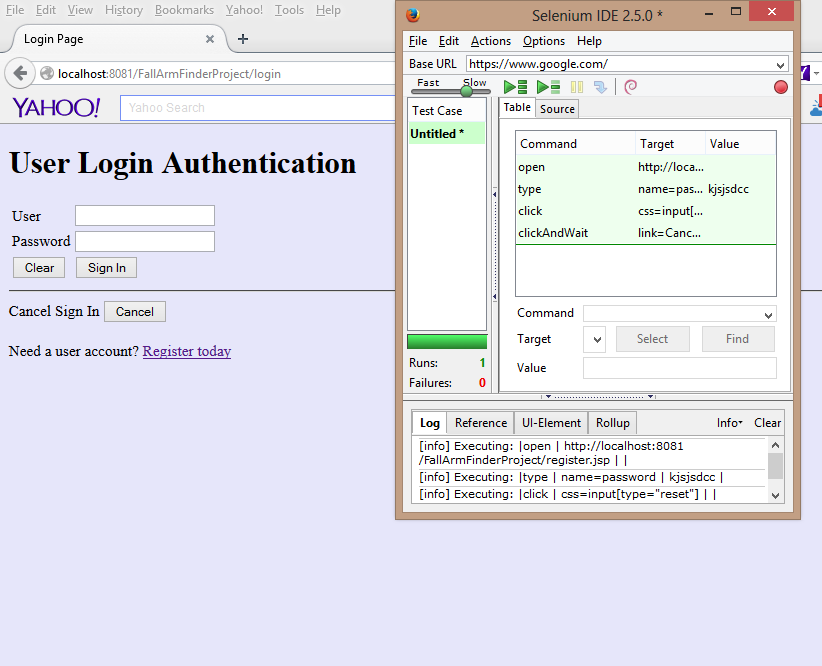 File Edit View History Bookmarks Yahoo! Tools Help
Login Page
localhost:8081/FallArmFinderProject/login
YAHOO! Yahoo Search
User Login Authentication
User
Password
Clear Sign In
Cancel Sign In Cancel
Need a user account? Register today
Selenium IDE 2.5.0 *
File Edit Actions Options Help
Base URL https://www.google.com/
Fast Slow
Test Case
Untitled *
Table Source
Command Target Value
open http://loca...
type name=pas... kjsjsdcc
click css=input[...
clickAndWait link=Canc...
Command
Target Select Find
Value
Runs: 1
Failures: 0
Log Reference UI-Element Rollup Info Clear
[info] Executing: |open | http://localhost:8081
/FallArmFinderProject/register.jsp | |
[info] Executing: |type | name=password | kjsjsdcc |
[info] Executing: |click | css=input[type="reset"] | |